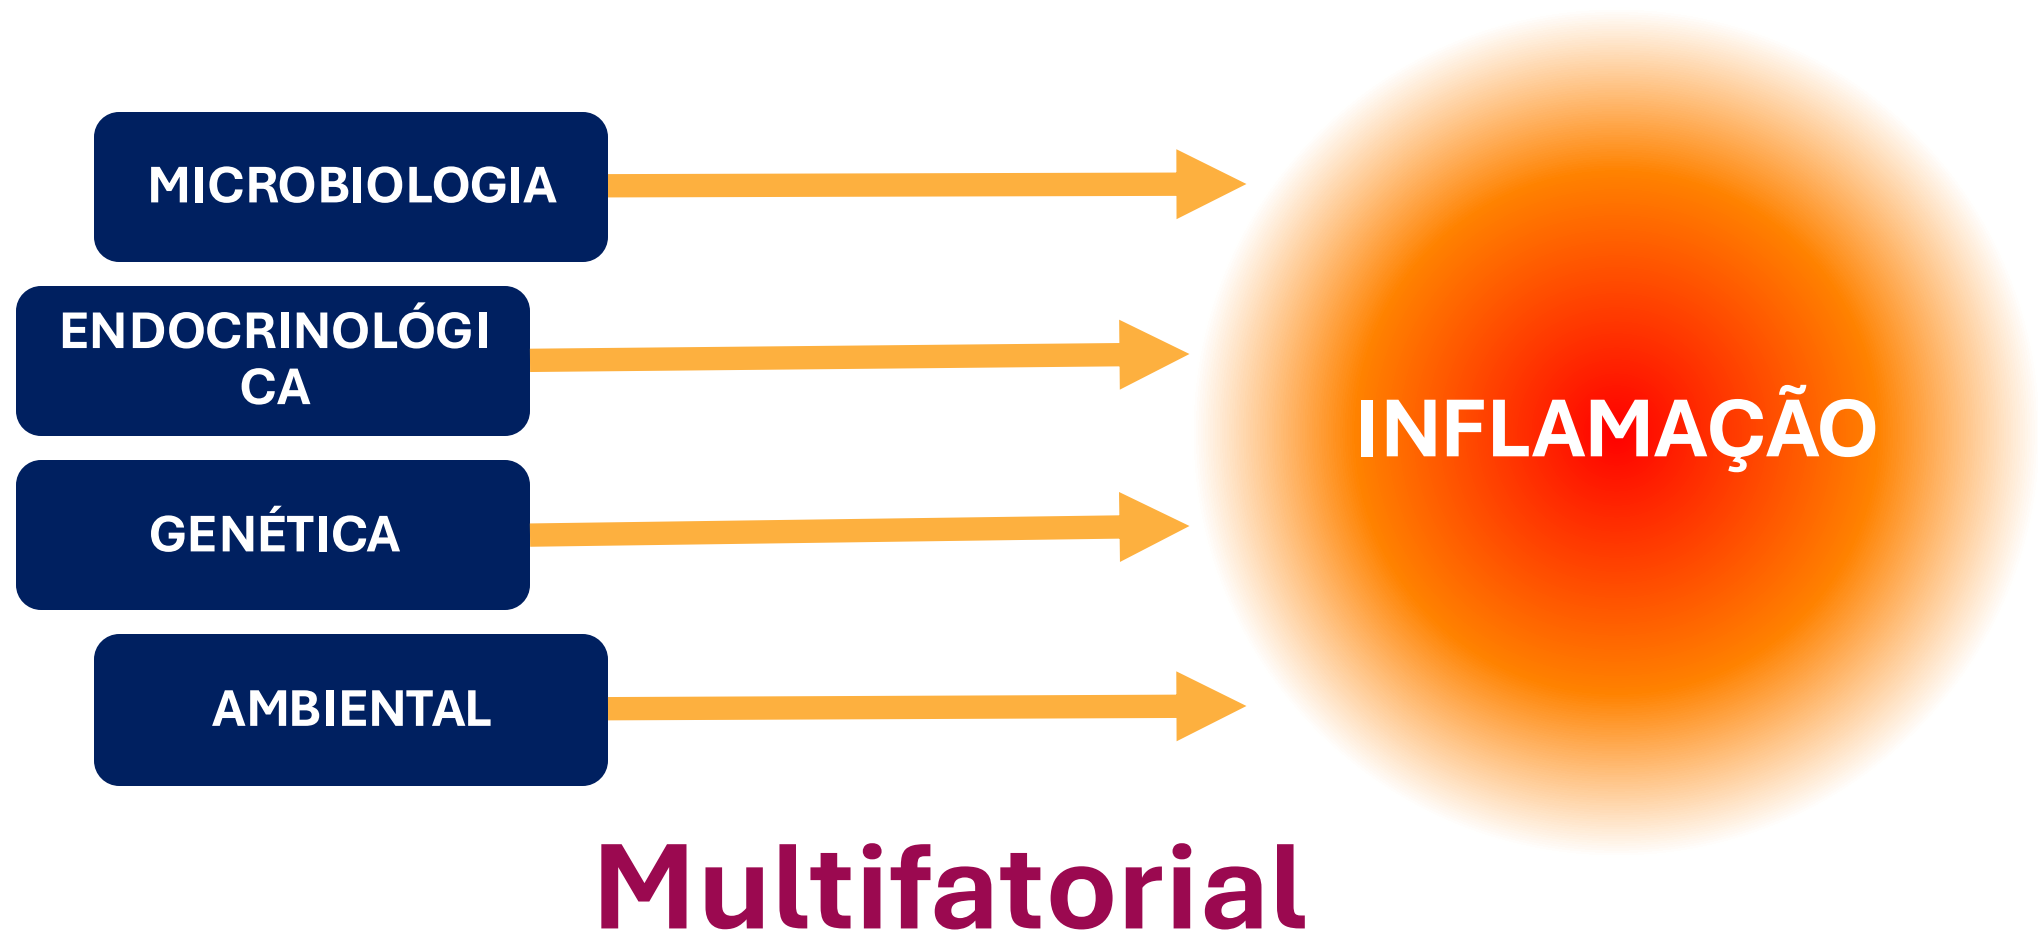 MICROBIOLOGIA
ENDOCRINOLÓGI
CA
GENÉTICA
AMBIENTAL
INFLAMAÇÃO
Multifatorial